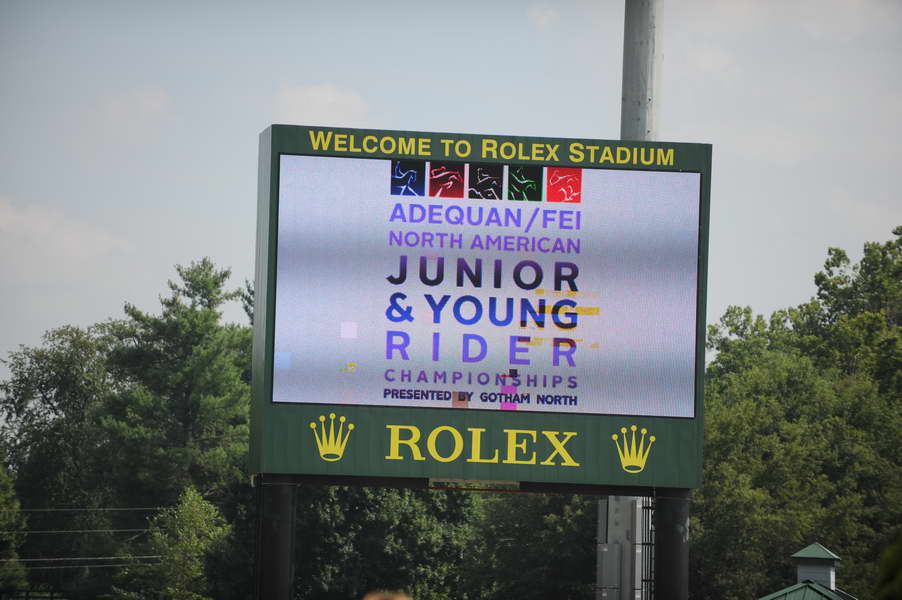 WELCOME TO ROLEX STADIUM
ADEQUAN/FEI
NORTH AMERICAN
JUNIOR
& YOUNG
RIDER
CHAMPIONSHIPS
PRESENTED BY GOTHAM NORTH
ROLEX